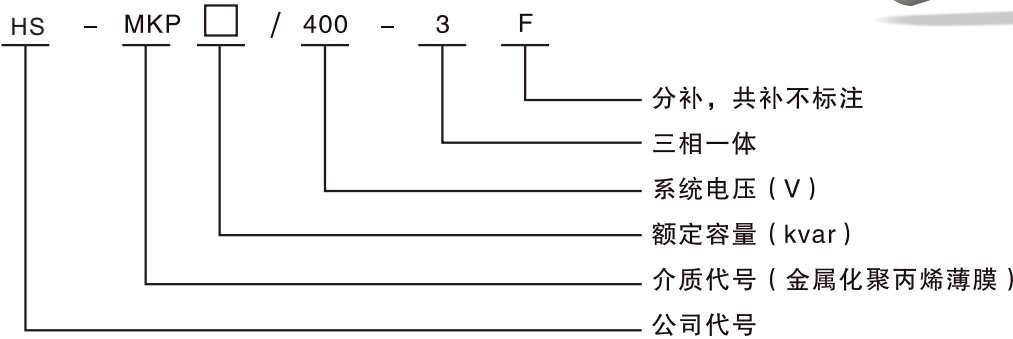 HS - MKP□ / 400 - 3 F
分补，共补不标注
三相一体
系统电压（V）
额定容量（kvar）
介质代号（金属化聚丙烯薄膜）
公司代号